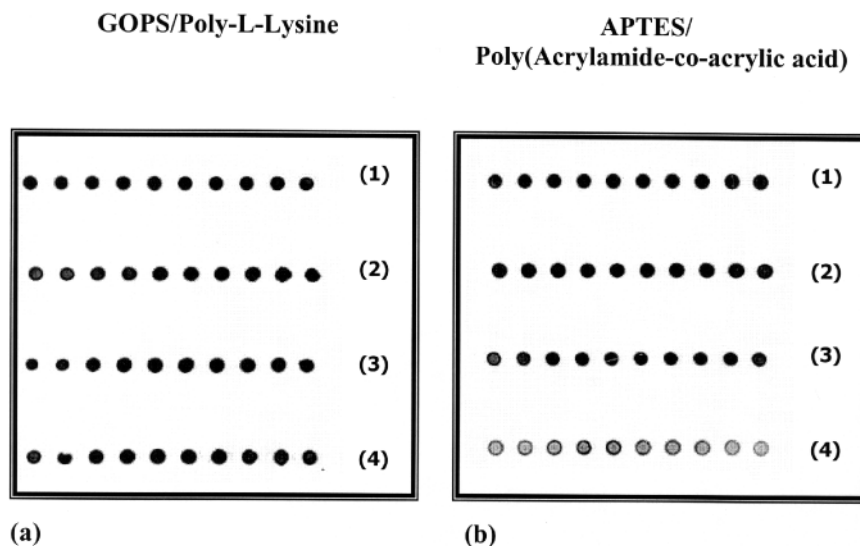 GOPS/Poly-L-Lysine
APTES/
Poly(Acrylamide-co-acrylic acid)
(1)
(2)
(3)
(4)
(1)
(2)
(3)
(4)
(a)
(b)